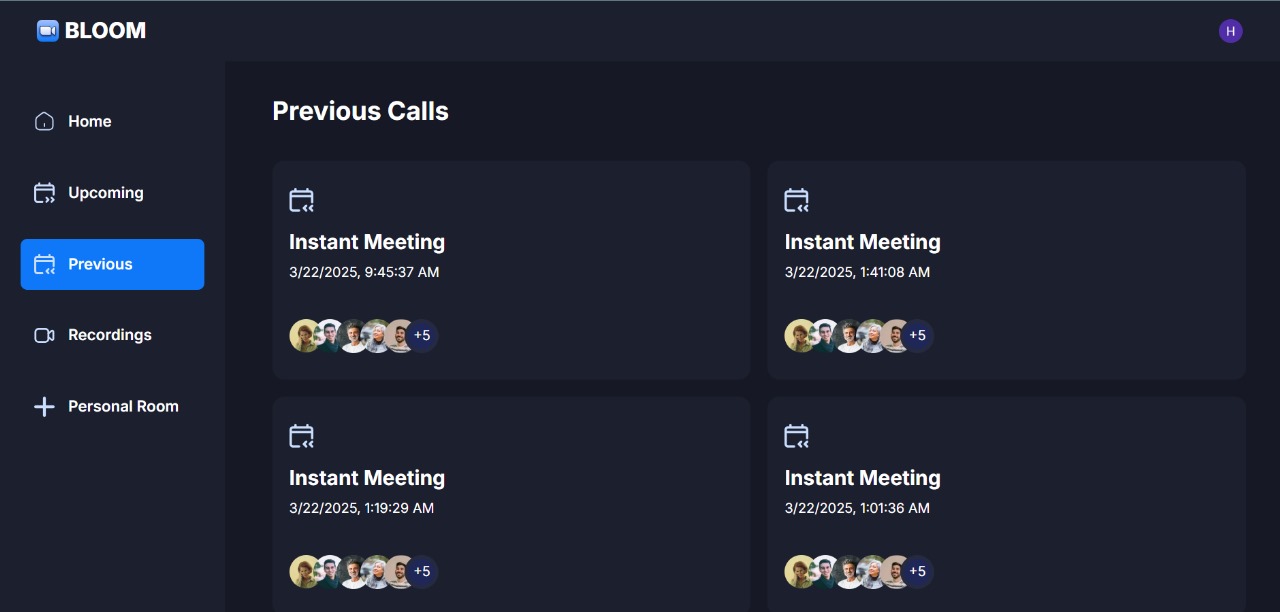 BLOOM
H
Home
Upcoming
Previous
Recordings
Personal Room
Previous Calls
Instant Meeting
3/22/2025, 9:45:37 AM
+5
Instant Meeting
3/22/2025, 1:41:08 AM
+5
Instant Meeting
3/22/2025, 1:19:29 AM
+5
Instant Meeting
3/22/2025, 1:01:36 AM
+5